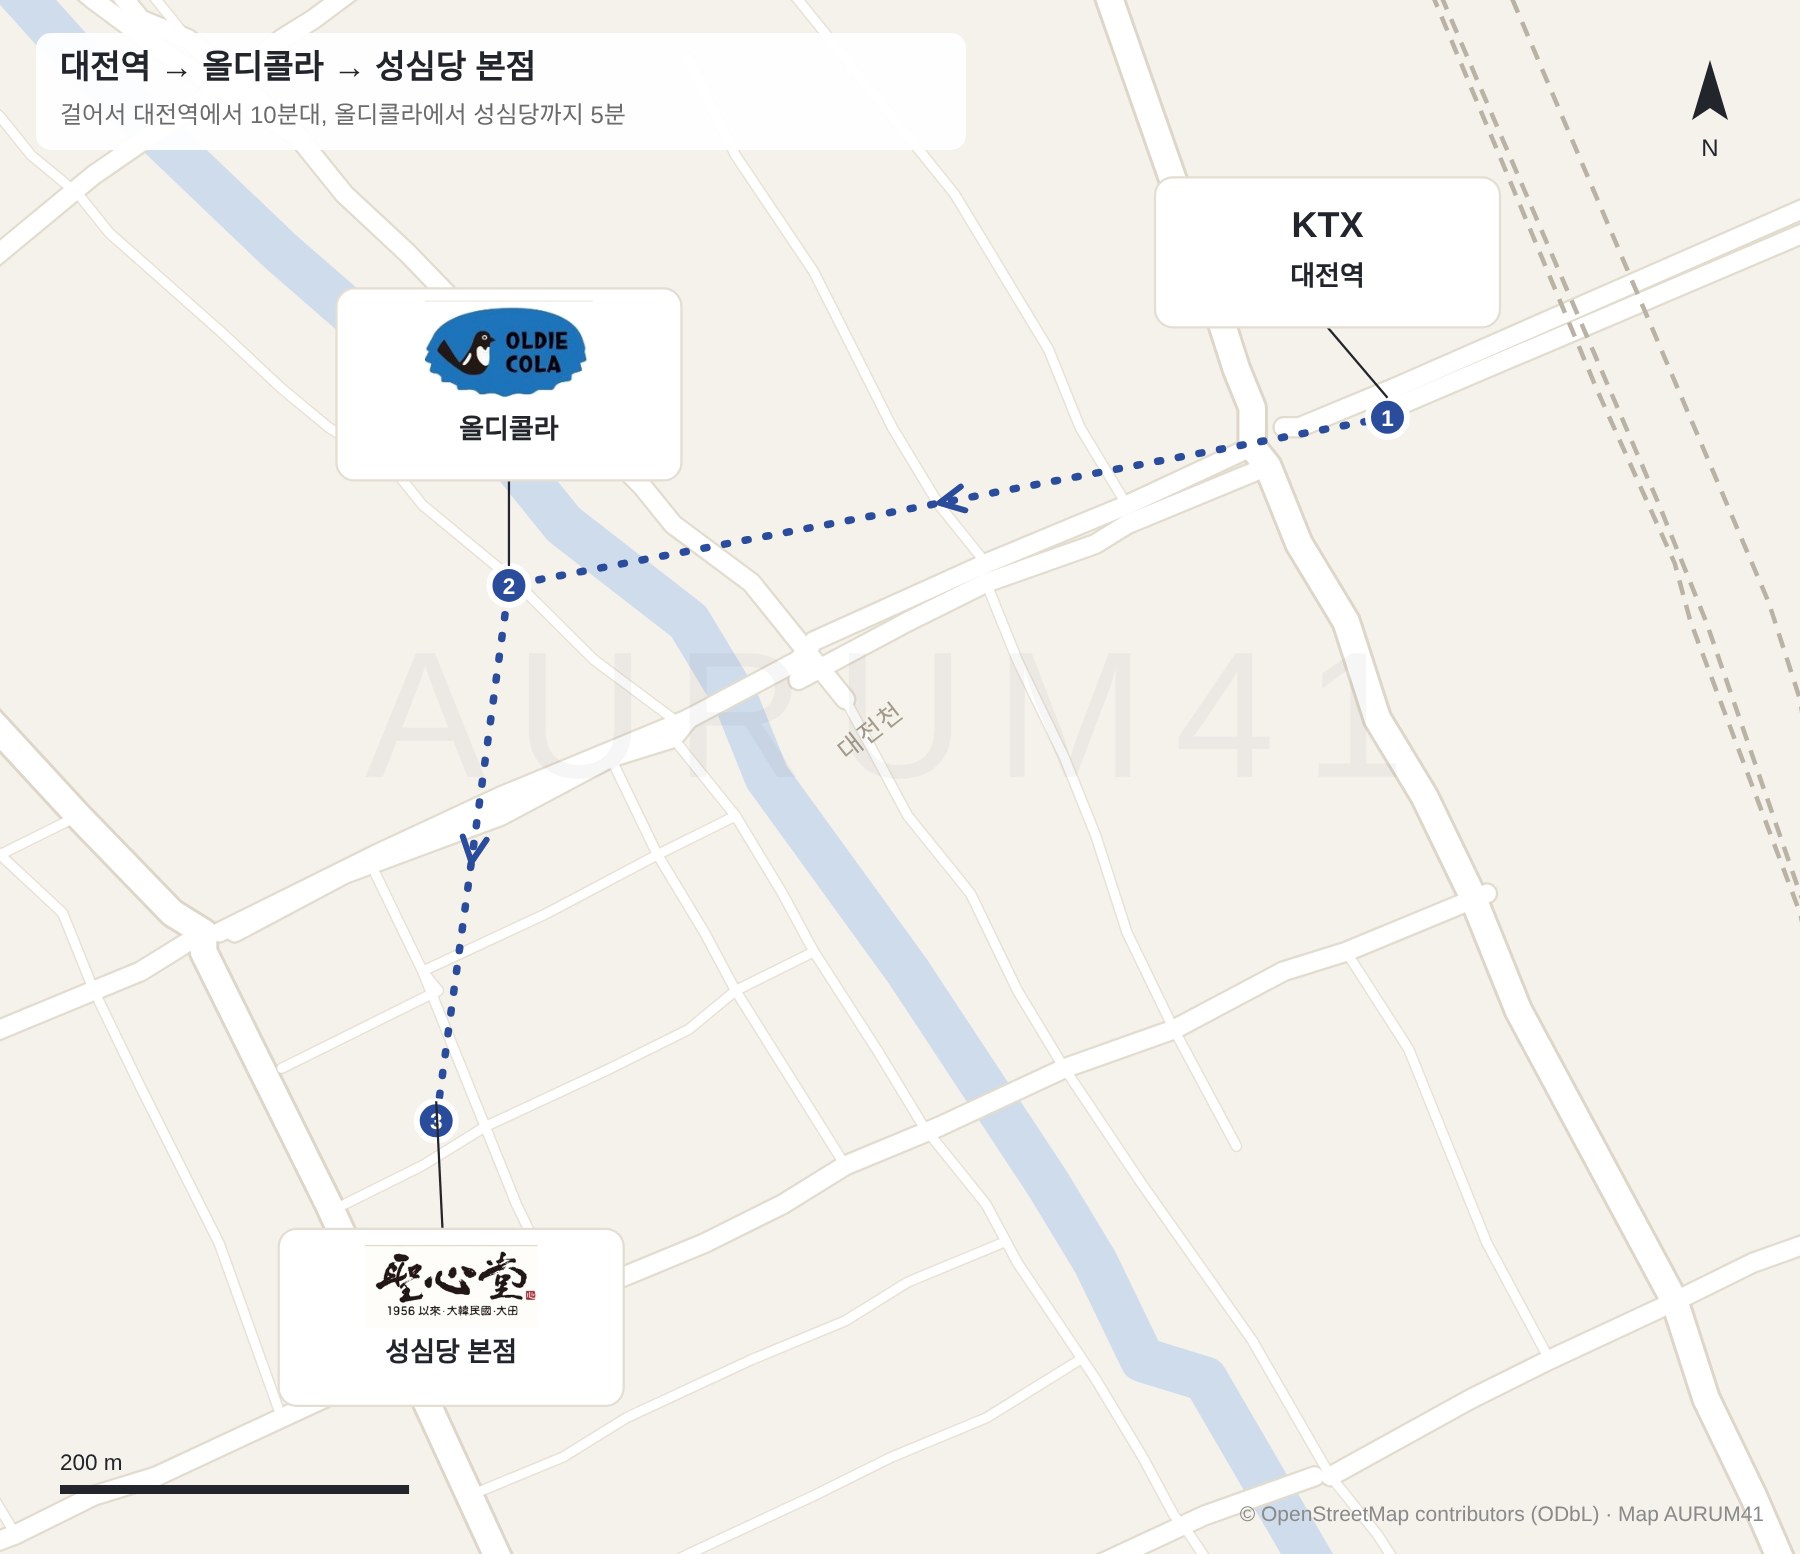 대전역 → 올디콜라 → 성심당 본점
걸어서 대전역에서 10분대, 올디콜라에서 성심당까지 5분
N
KTX
대전역
OLDIE
COLA
올디콜라
1
2
AURUM41
대전천
3
聖心堂
1956 以來·大韓民國·大田
성심당 본점
200 m
© OpenStreetMap contributors (ODbL) · Map AURUM41